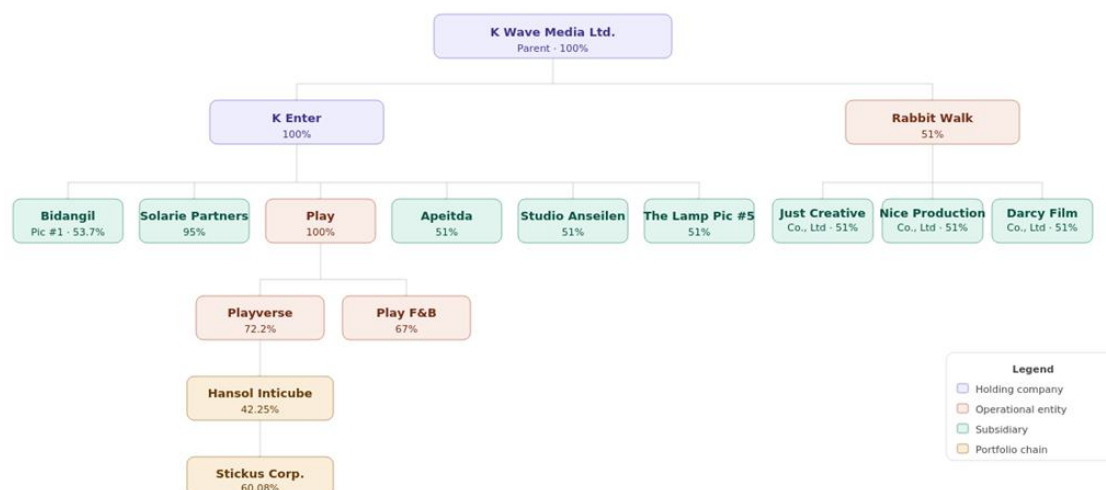 K Wave Media Ltd.
Parent · 100%
K Enter
100%
Rabbit Walk
51%
Bidangil
Pic #1 · 53.7%
Solarie Partners
95%
Play
100%
Apeitda
51%
Studio Anseilen
51%
The Lamp Pic #5
51%
Just Creative
Co., Ltd · 51%
Nice Production
Co., Ltd · 51%
Darcy Film
Co., Ltd · 51%
Playverse
72.2%
Play F&B
67%
Hansol Inticube
42.25%
Stickus Corp.
60.08%
Legend
Holding company
Operational entity
Subsidiary
Portfolio chain